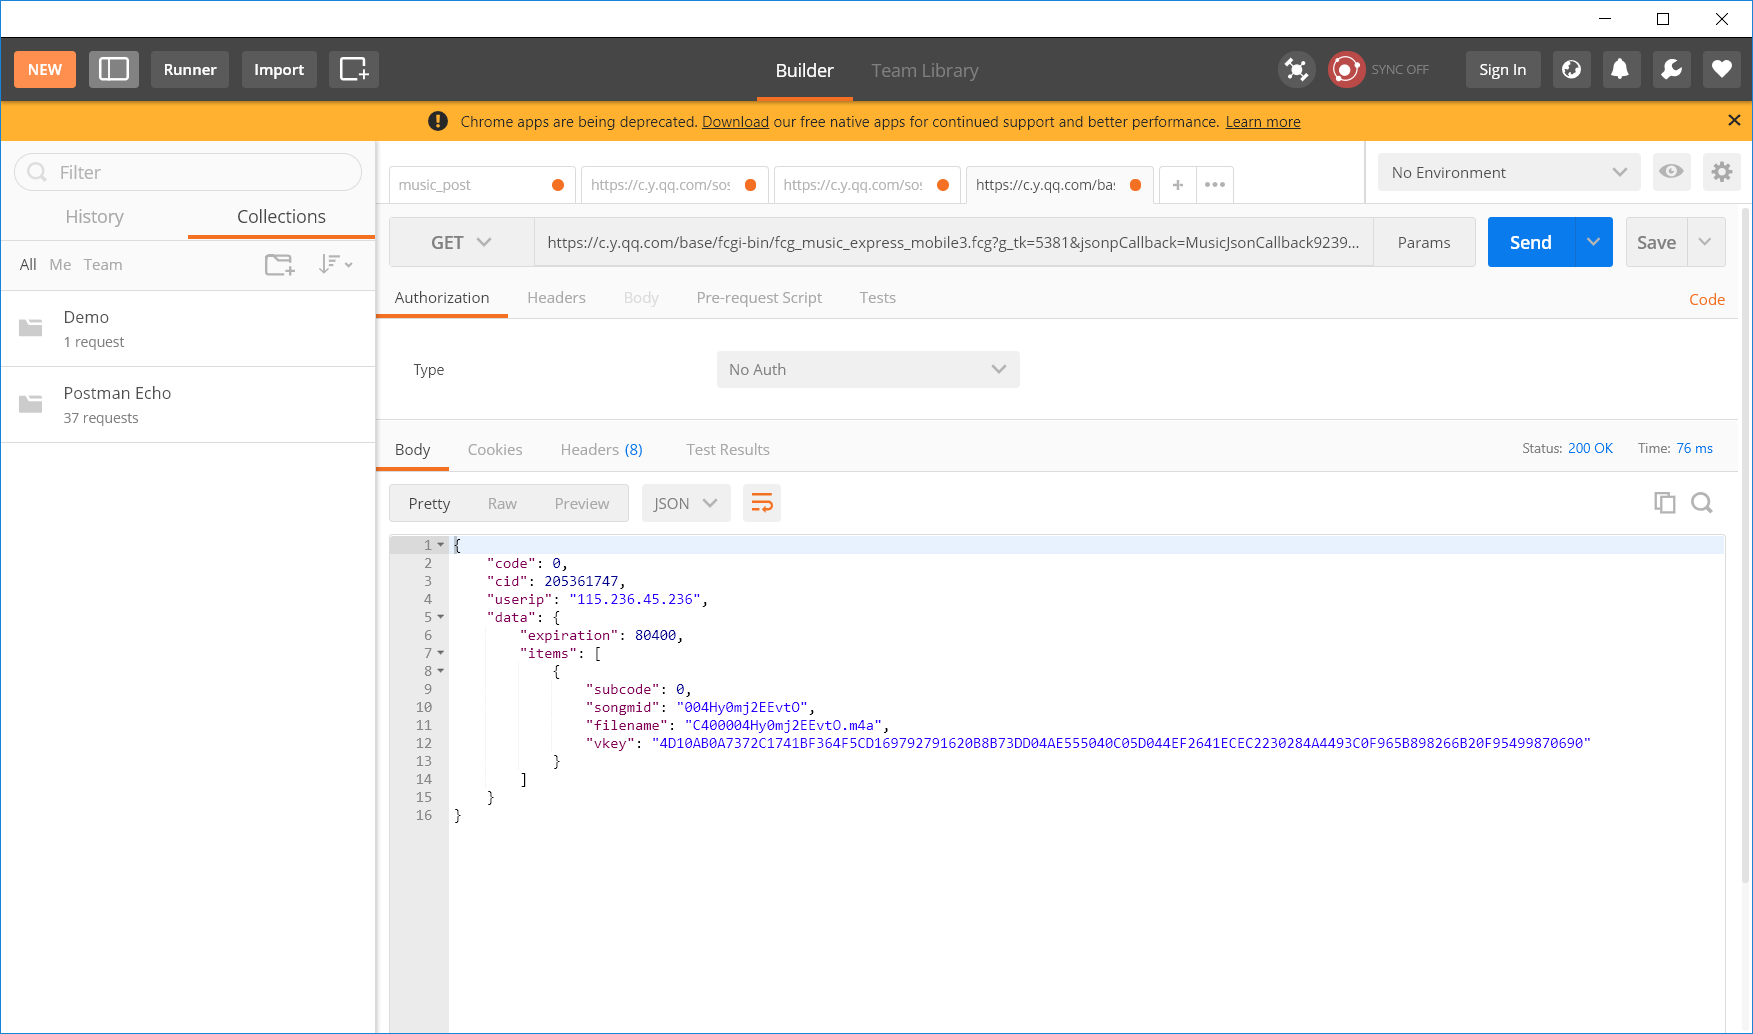 NEW Runner Import Builder Team Library SYNC OFF Sign In
Chrome apps are being deprecated. Download our free native apps for continued support and better performance. Learn more
Filter
History Collections
All Me Team
Demo
1 request
Postman Echo
37 requests
music_post https://c.y.qq.com/sos https://c.y.qq.com/sos https://c.y.qq.com/bas + •••
No Environment
GET https://c.y.qq.com/base/fcgi-bin/fcg_music_express_mobile3.fcg?g_tk=5381&jsonpCallback=MusicJsonCallback9239... Params Send Save
Authorization Headers Body Pre-request Script Tests Code
Type No Auth
Body Cookies Headers (8) Test Results Status: 200 OK Time: 76 ms
Pretty Raw Preview JSON
1 {
2 "code": 0,
3 "cid": 205361747,
4 "userip": "115.236.45.236",
5 "data": {
6 "expiration": 80400,
7 "items": [
8 {
9 "subcode": 0,
10 "songmid": "004Hy0mj2EEvtO",
11 "filename": "C400004Hy0mj2EEvtO.m4a",
12 "vkey": "4D10AB0A7372C1741BF364F5CD169792791620B8B73DD04AE555040C05D044EF2641ECEC2230284A4493C0F965B898266B20F95499870690"
13 }
14 ]
15 }
16 }